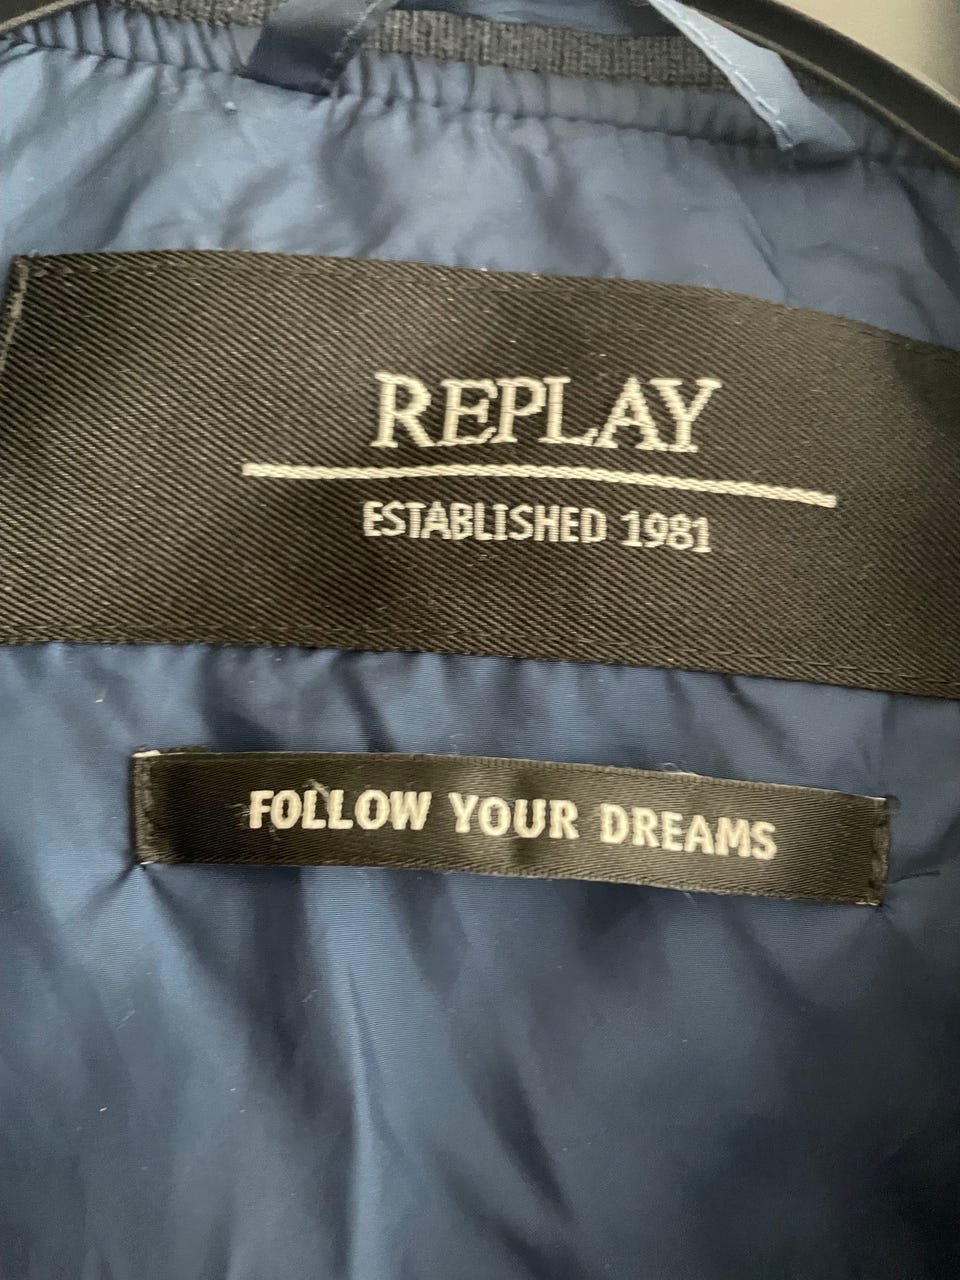 REPLAY
ESTABLISHED 1981
FOLLOW YOUR DREAMS